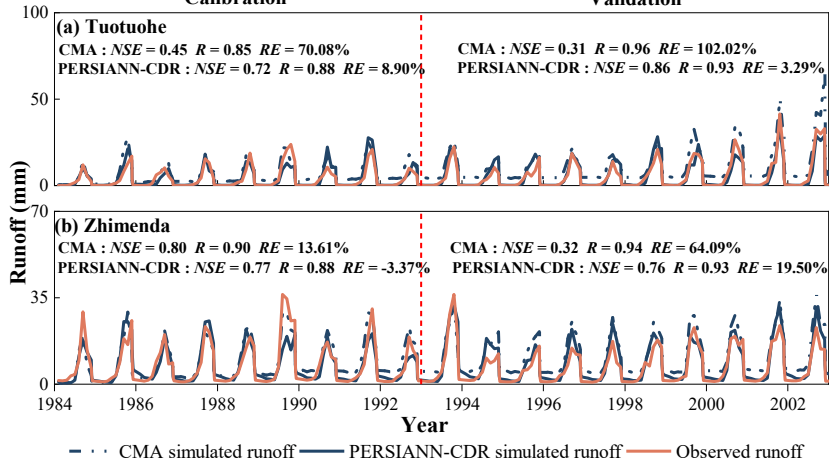 Calibration Validation
100
(a) Tuotuohe
CMA : NSE = 0.45 R = 0.85 RE = 70.08%
PERSIANN-CDR : NSE = 0.72 R = 0.88 RE = 8.90%
CMA : NSE = 0.31 R = 0.96 RE = 102.02%
PERSIANN-CDR : NSE = 0.86 R = 0.93 RE = 3.29%
50
0
Runoff (mm)
70
(b) Zhimenda
CMA : NSE = 0.80 R = 0.90 RE = 13.61%
PERSIANN-CDR : NSE = 0.77 R = 0.88 RE = -3.37%
CMA : NSE = 0.32 R = 0.94 RE = 64.09%
PERSIANN-CDR : NSE = 0.76 R = 0.93 RE = 19.50%
35
0
1984 1986 1988 1990 1992 1994 1996 1998 2000 2002
Year
CMA simulated runoff PERSIANN-CDR simulated runoff Observed runoff